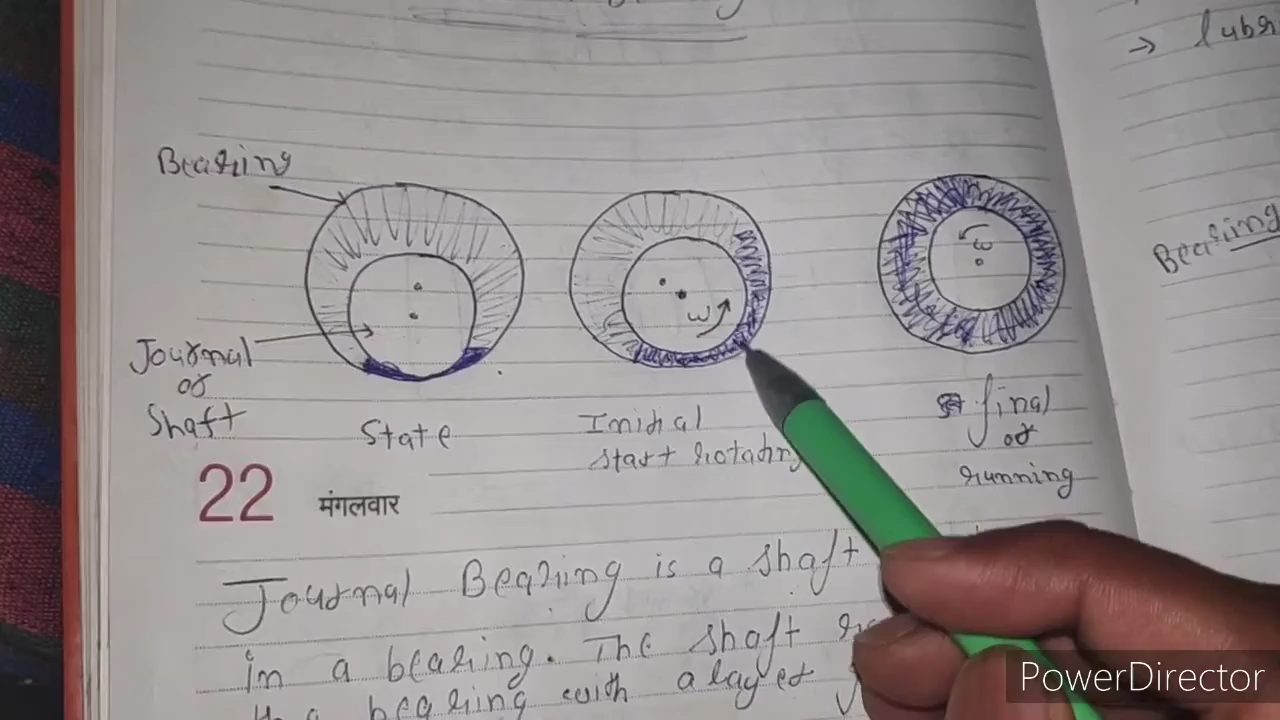 → lubr
Bearing
Journal
or
Shaft
State
Initial
start rotating
ω
ω
final
or
running
Bearing
22 मंगलवार
Journal Bearing is a shaft
in a bearing. The shaft
bearing with a layer
PowerDirector